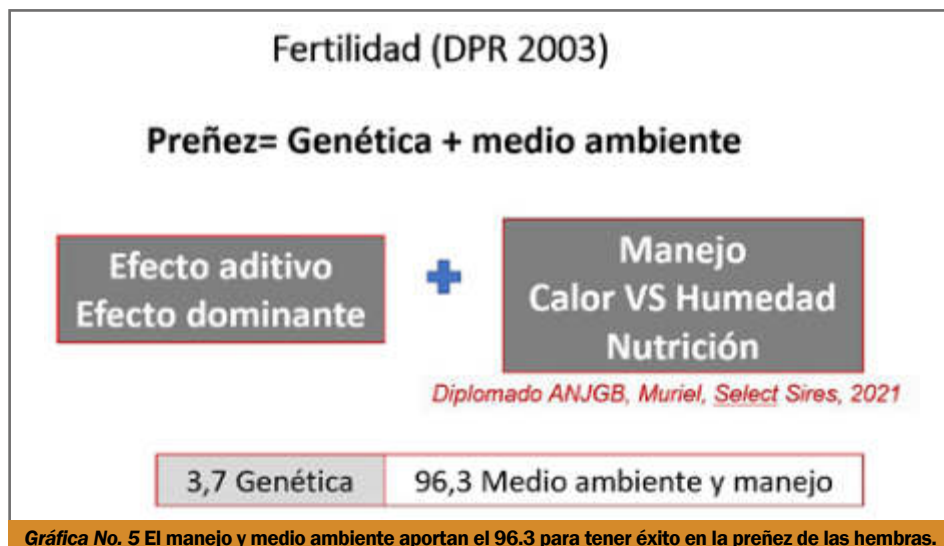 Fertilidad (DPR 2003)
Preñez= Genética + medio ambiente
Efecto aditivo
Efecto dominante
Manejo
Calor VS Humedad
Nutrición
Diplomado ANJGB, Muriel, Select Sires, 2021
3,7 Genética
96,3 Medio ambiente y manejo
Gráfica No. 5 El manejo y medio ambiente aportan el 96.3 para tener éxito en la preñez de las hembras.